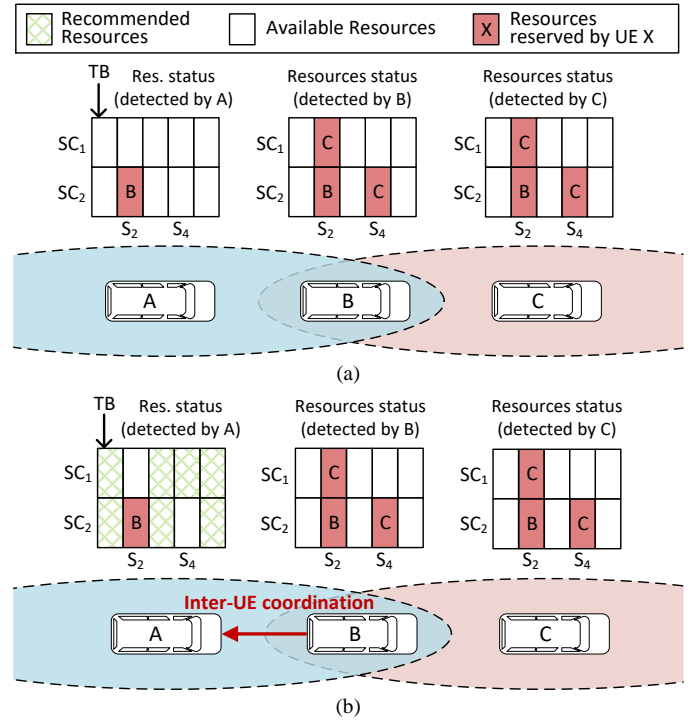 Recommended
Resources
Available Resources
X
Resources
reserved by UE X
TB
Res. status
(detected by A)
Resources status
(detected by B)
Resources status
(detected by C)
SC1
C
SC1
C
SC1
SC2
B
SC2
B
C
SC2
B
C
S2
S4
S2
S4
S2
S4
A
B
C
(a)
TB
Res. status
(detected by A)
Resources status
(detected by B)
Resources status
(detected by C)
SC1
C
SC1
C
SC1
SC2
B
SC2
B
C
SC2
B
C
S2
S4
S2
S4
S2
S4
Inter-UE coordination
A
B
C
(b)